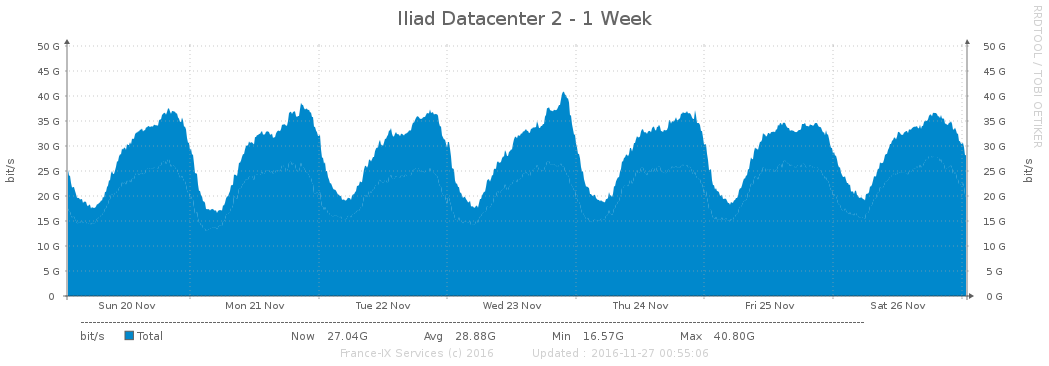 Iliad Datacenter 2 - 1 Week
RRDTOOL / TOBI OETIKER
50 G 50 G
45 G 45 G
40 G 40 G
35 G 35 G
30 G 30 G
25 G 25 G
20 G 20 G
15 G 15 G
10 G 10 G
5 G 5 G
0 0 G
bit/s bit/s
Sun 20 Nov Mon 21 Nov Tue 22 Nov Wed 23 Nov Thu 24 Nov Fri 25 Nov Sat 26 Nov
bit/s Total Now 27.04G Avg 28.88G Min 16.57G Max 40.80G
France-IX Services (c) 2016 Updated : 2016-11-27 00:55:06